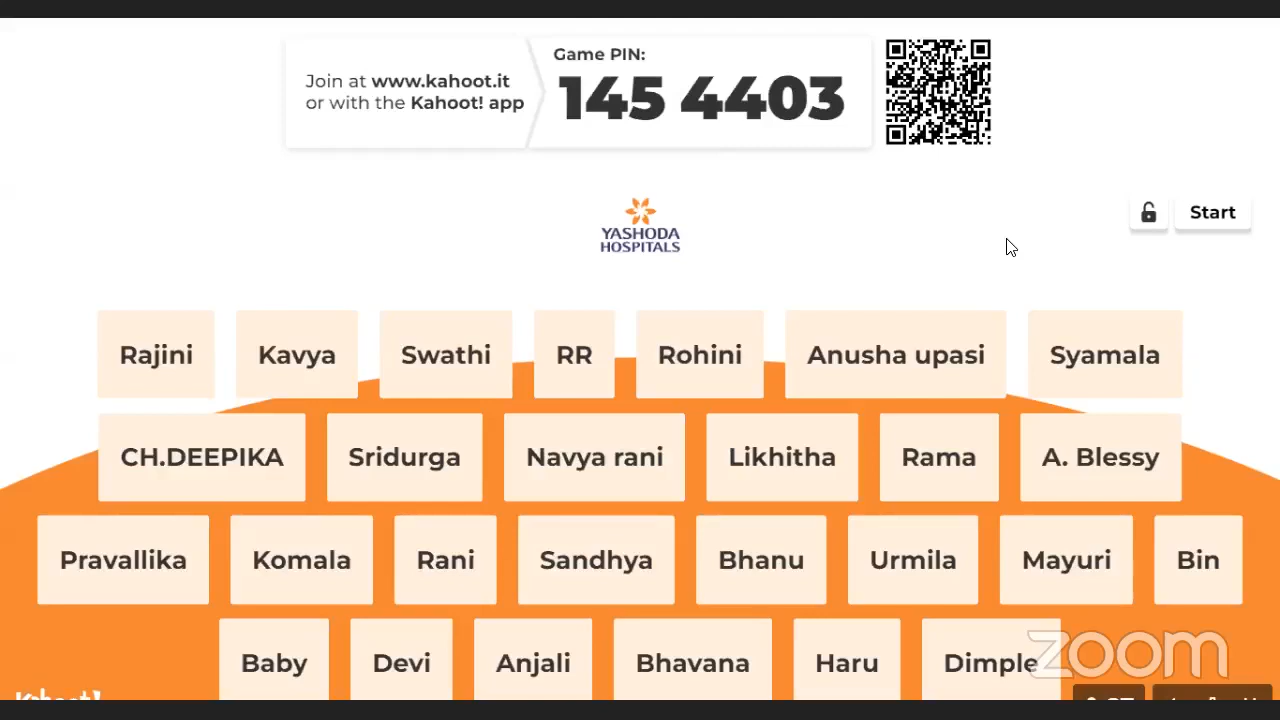 Join at www.kahoot.it
or with the Kahoot! app
Game PIN:
145 4403
YASHODA
HOSPITALS
Start
Rajini Kavya Swathi RR Rohini Anusha upasi Syamala
CH.DEEPIKA Sridurga Navya rani Likhitha Rama A. Blessy
Pravallika Komala Rani Sandhya Bhanu Urmila Mayuri Bin
Baby Devi Anjali Bhavana Haru Dimple
zoom
Kahoot!